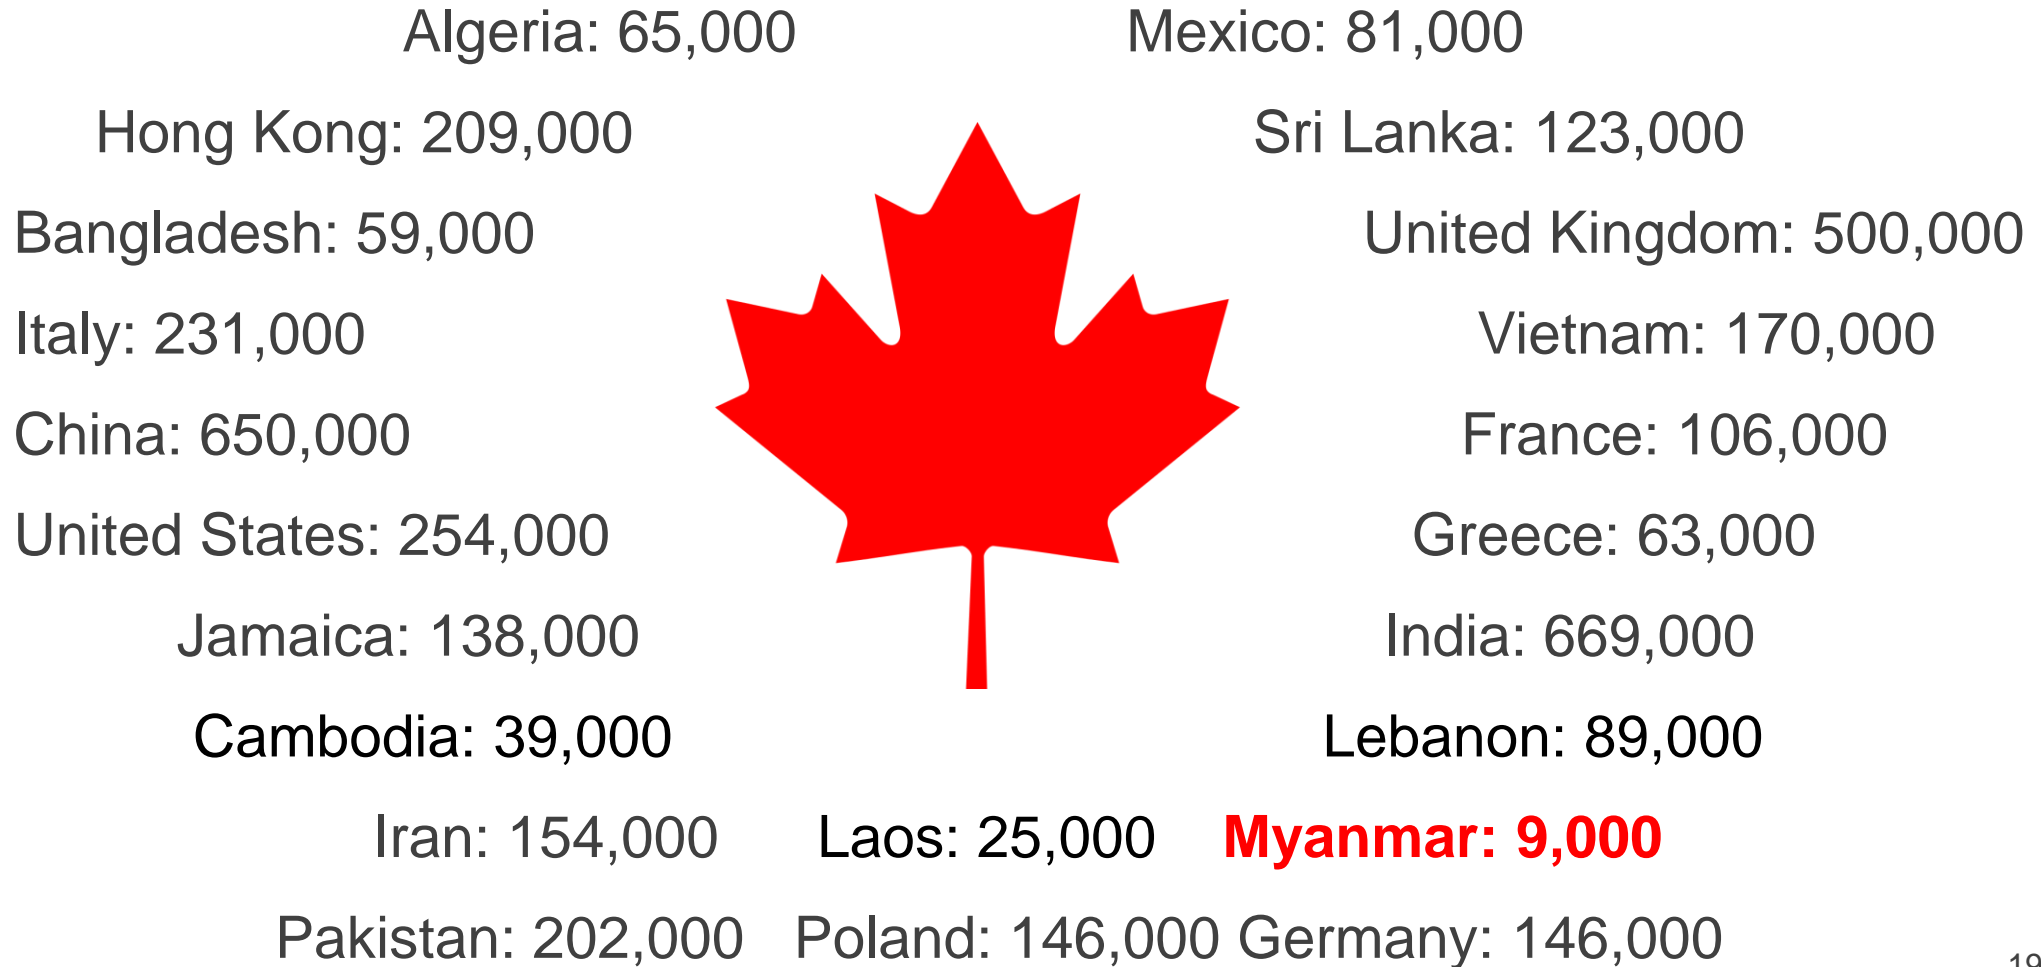 Algeria: 65,000 Mexico: 81,000
Hong Kong: 209,000 Sri Lanka: 123,000
Bangladesh: 59,000 United Kingdom: 500,000
Italy: 231,000 Vietnam: 170,000
China: 650,000 France: 106,000
United States: 254,000 Greece: 63,000
Jamaica: 138,000 India: 669,000
Cambodia: 39,000 Lebanon: 89,000
Iran: 154,000 Laos: 25,000 Myanmar: 9,000
Pakistan: 202,000 Poland: 146,000 Germany: 146,000
19